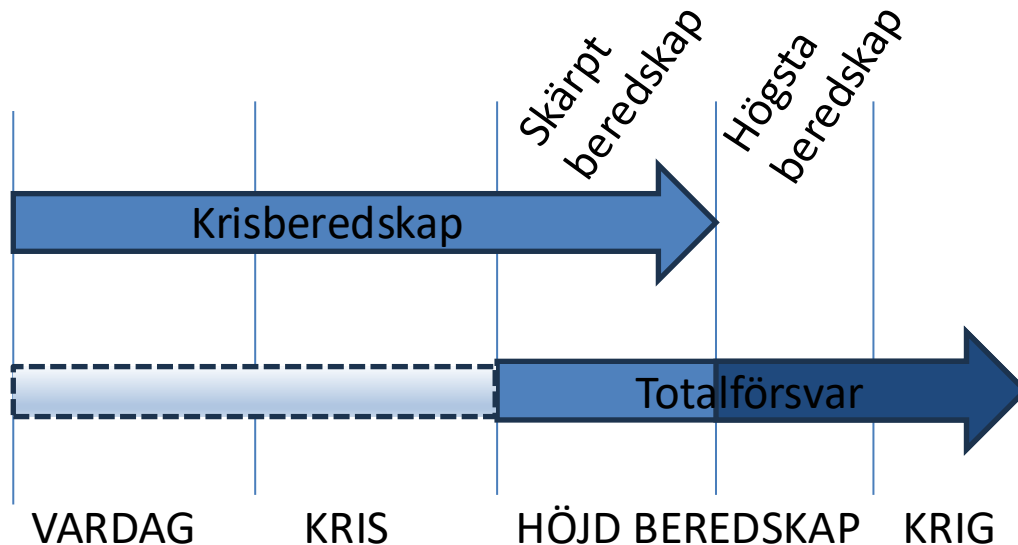 Skärpt
beredskap
Högsta
beredskap
Krisberedskap
Totalförsvar
VARDAG
KRIS
HÖJD BEREDSKAP
KRIG